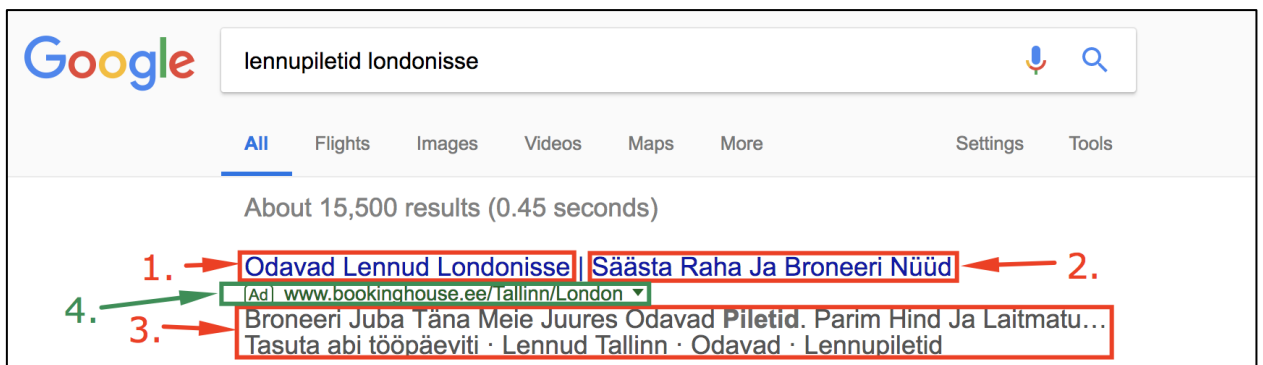 Google lennupiletid londonisse
All Flights Images Videos Maps More Settings Tools
About 15,500 results (0.45 seconds)
1. Odavad Lennud Londonisse | Säästa Raha Ja Broneeri Nüüd 2.
4. Ad www.bookinghouse.ee/Tallinn/London
3. Broneeri Juba Täna Meie Juures Odavad Piletid. Parim Hind Ja Laitmatu...
Tasuta abi tööpäeviti · Lennud Tallinn · Odavad · Lennupiletid